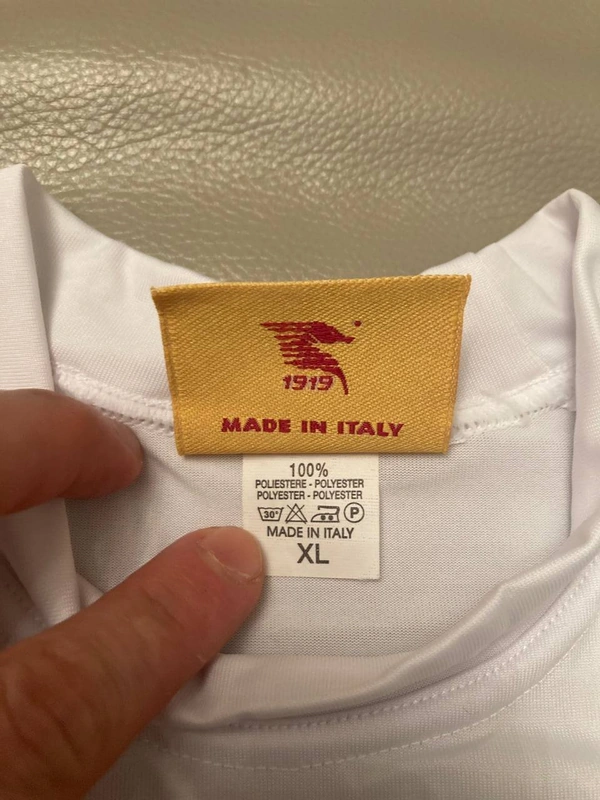 1919
MADE IN ITALY
100%
POLIESTERE - POLYESTER
POLYESTER - POLYESTER
30° P
MADE IN ITALY
XL